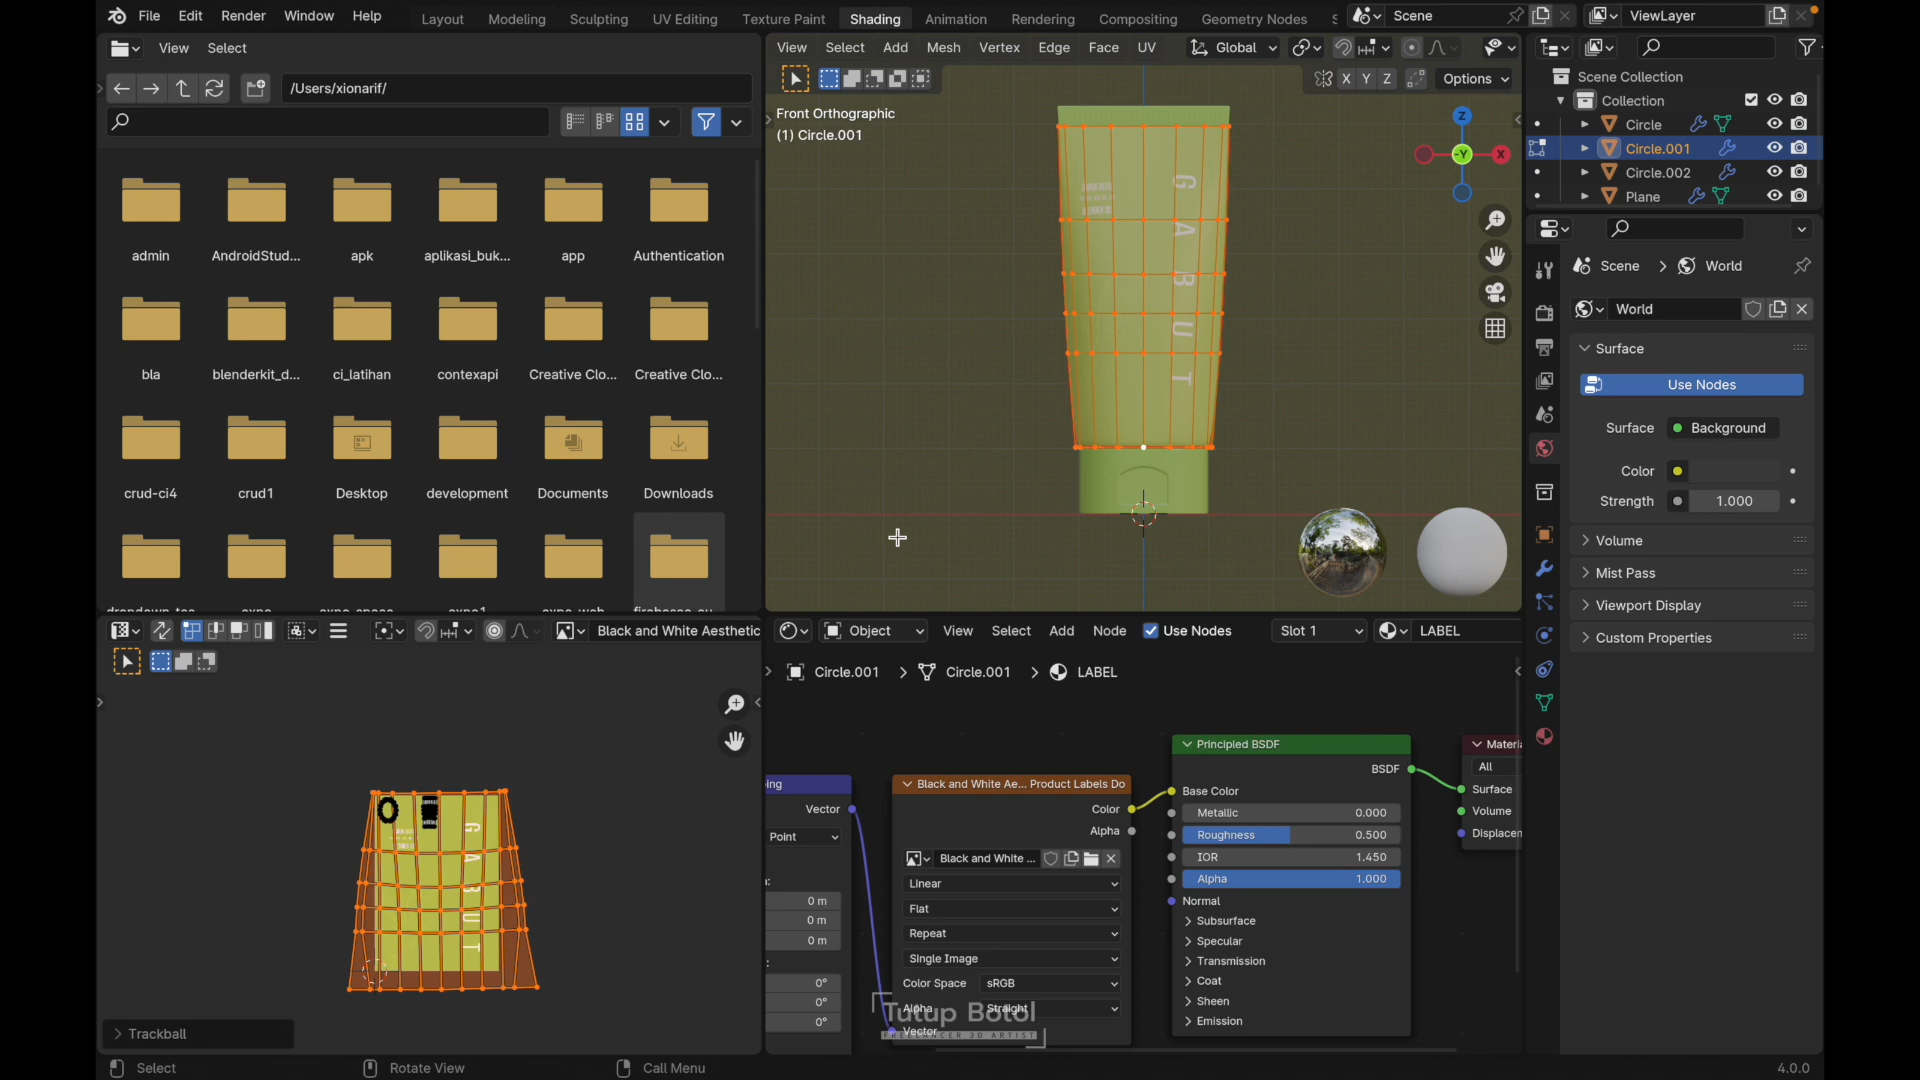 File Edit Render Window Help
Layout Modeling Sculpting UV Editing Texture Paint Shading Animation Rendering Compositing Geometry Nodes
Scene
ViewLayer
View Select
View Select Add Mesh Vertex Edge Face UV
Global
/Users/xionarif/
X Y Z Options
Scene Collection
Collection
Circle
Circle.001
Circle.002
Plane
Front Orthographic
(1) Circle.001
Z
-Y
X
G A B U T
admin AndroidStud... apk aplikasi_buk... app Authentication
bla blenderkit_d... ci_latihan contexapi Creative Clo... Creative Clo...
crud-ci4 crud1 Desktop development Documents Downloads
Scene > World
World
Surface
Use Nodes
Surface Background
Color
Strength 1.000
Volume
Mist Pass
Viewport Display
Custom Properties
Black and White Aesthetic
Object View Select Add Node Use Nodes Slot 1 LABEL
Circle.001 > Circle.001 > LABEL
ing
Vector
Point
0 m
0 m
0 m
0°
0°
0°
Black and White Ae... Product Labels Do
Color
Alpha
Black and White ...
Linear
Flat
Repeat
Single Image
Color Space sRGB
Alpha Straight
Vector
Principled BSDF
BSDF
Base Color
Metallic 0.000
Roughness 0.500
IOR 1.450
Alpha 1.000
Normal
Subsurface
Specular
Transmission
Coat
Sheen
Emission
Materi
All
Surface
Volume
Displacen
Tutup Botol
FREELANCER 3D ARTIST
G A B U T
Trackball
Select Rotate View Call Menu 4.0.0